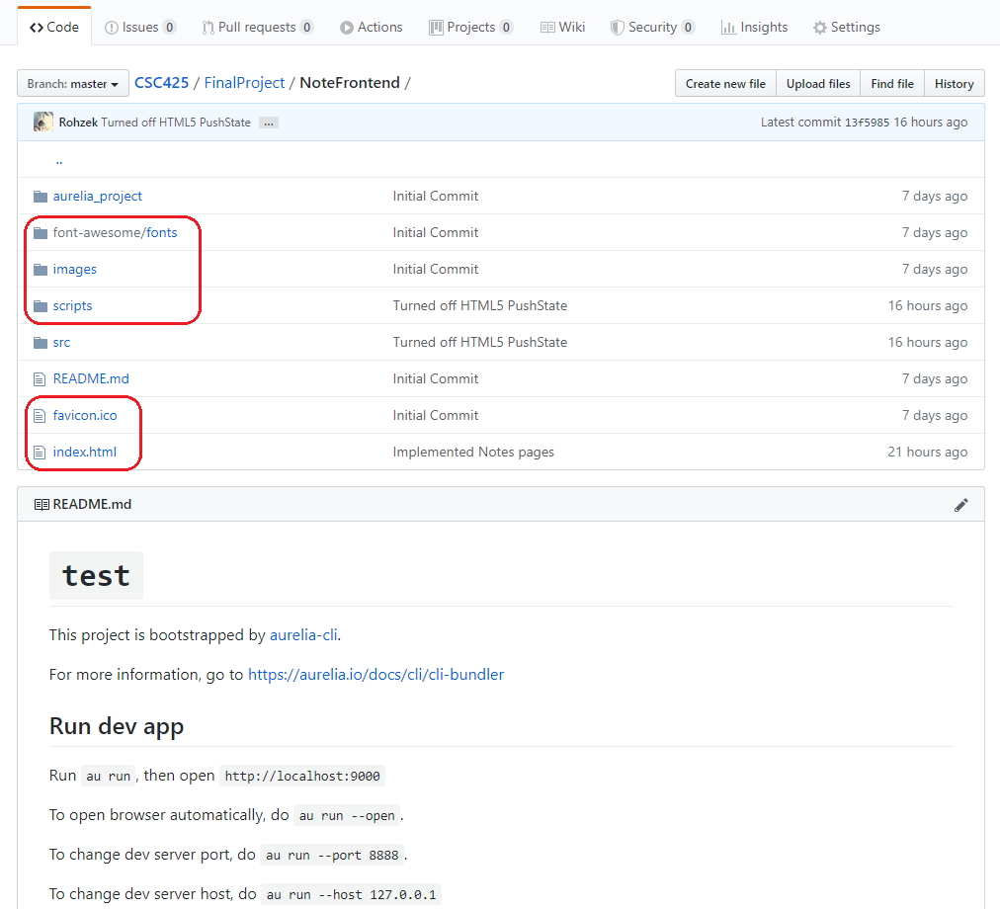 Code Issues 0 Pull requests 0 Actions Projects 0 Wiki Security 0 Insights Settings
Branch: master CSC425 / FinalProject / NoteFrontend / Create new file Upload files Find file History
Rohzek Turned off HTML5 PushState ... Latest commit 13f5985 16 hours ago
..
aurelia_project Initial Commit 7 days ago
font-awesome/fonts Initial Commit 7 days ago
images Initial Commit 7 days ago
scripts Turned off HTML5 PushState 16 hours ago
src Turned off HTML5 PushState 16 hours ago
README.md Initial Commit 7 days ago
favicon.ico Initial Commit 7 days ago
index.html Implemented Notes pages 21 hours ago
README.md
test
This project is bootstrapped by aurelia-cli.
For more information, go to https://aurelia.io/docs/cli/cli-bundler
Run dev app
Run au run , then open http://localhost:9000
To open browser automatically, do au run --open .
To change dev server port, do au run --port 8888 .
To change dev server host, do au run --host 127.0.0.1